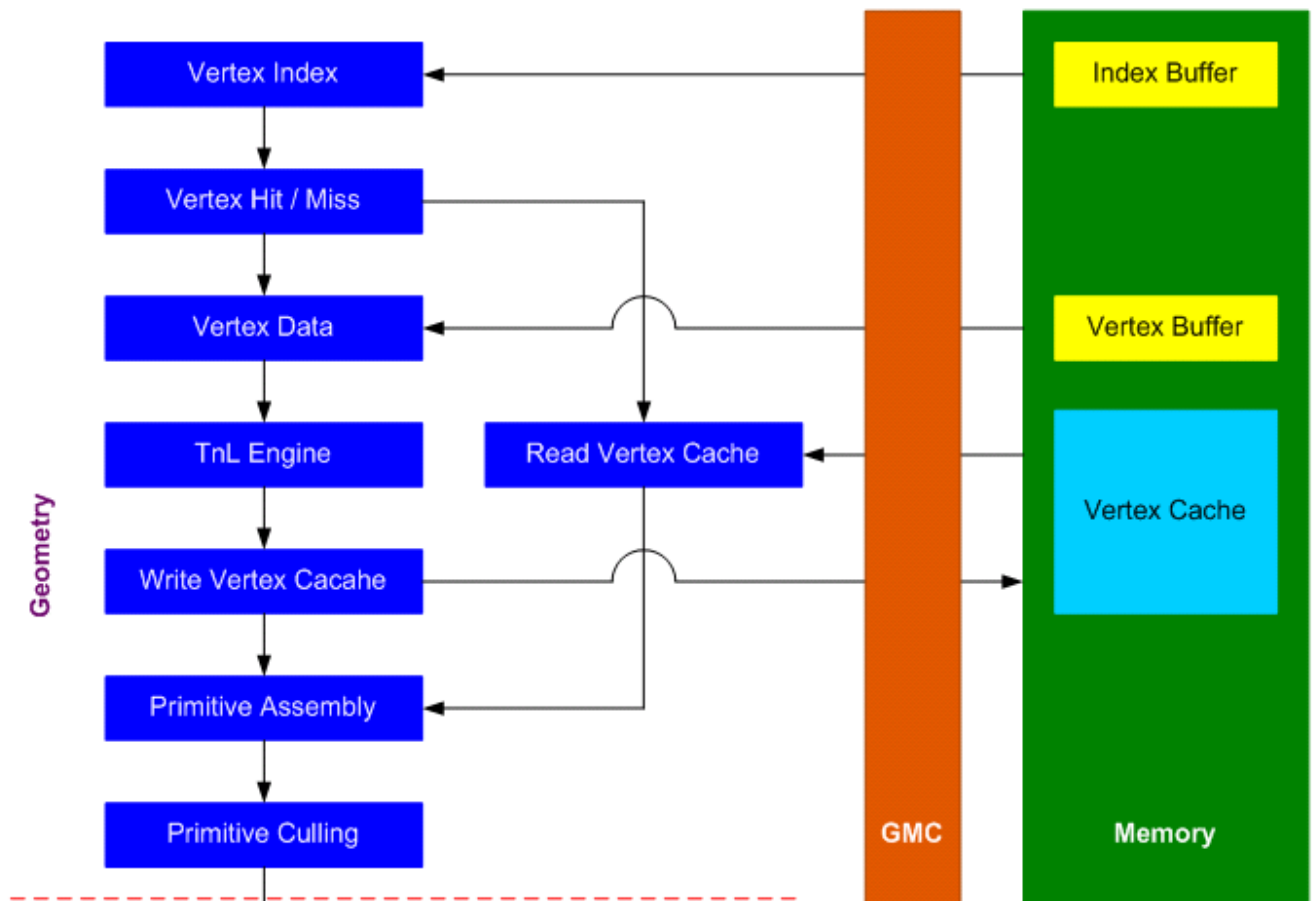 Vertex Index
Index Buffer
Vertex Hit / Miss
Vertex Data
Vertex Buffer
TnL Engine
Read Vertex Cache
Vertex Cache
Geometry
Write Vertex Cacahe
Primitive Assembly
Primitive Culling
GMC
Memory